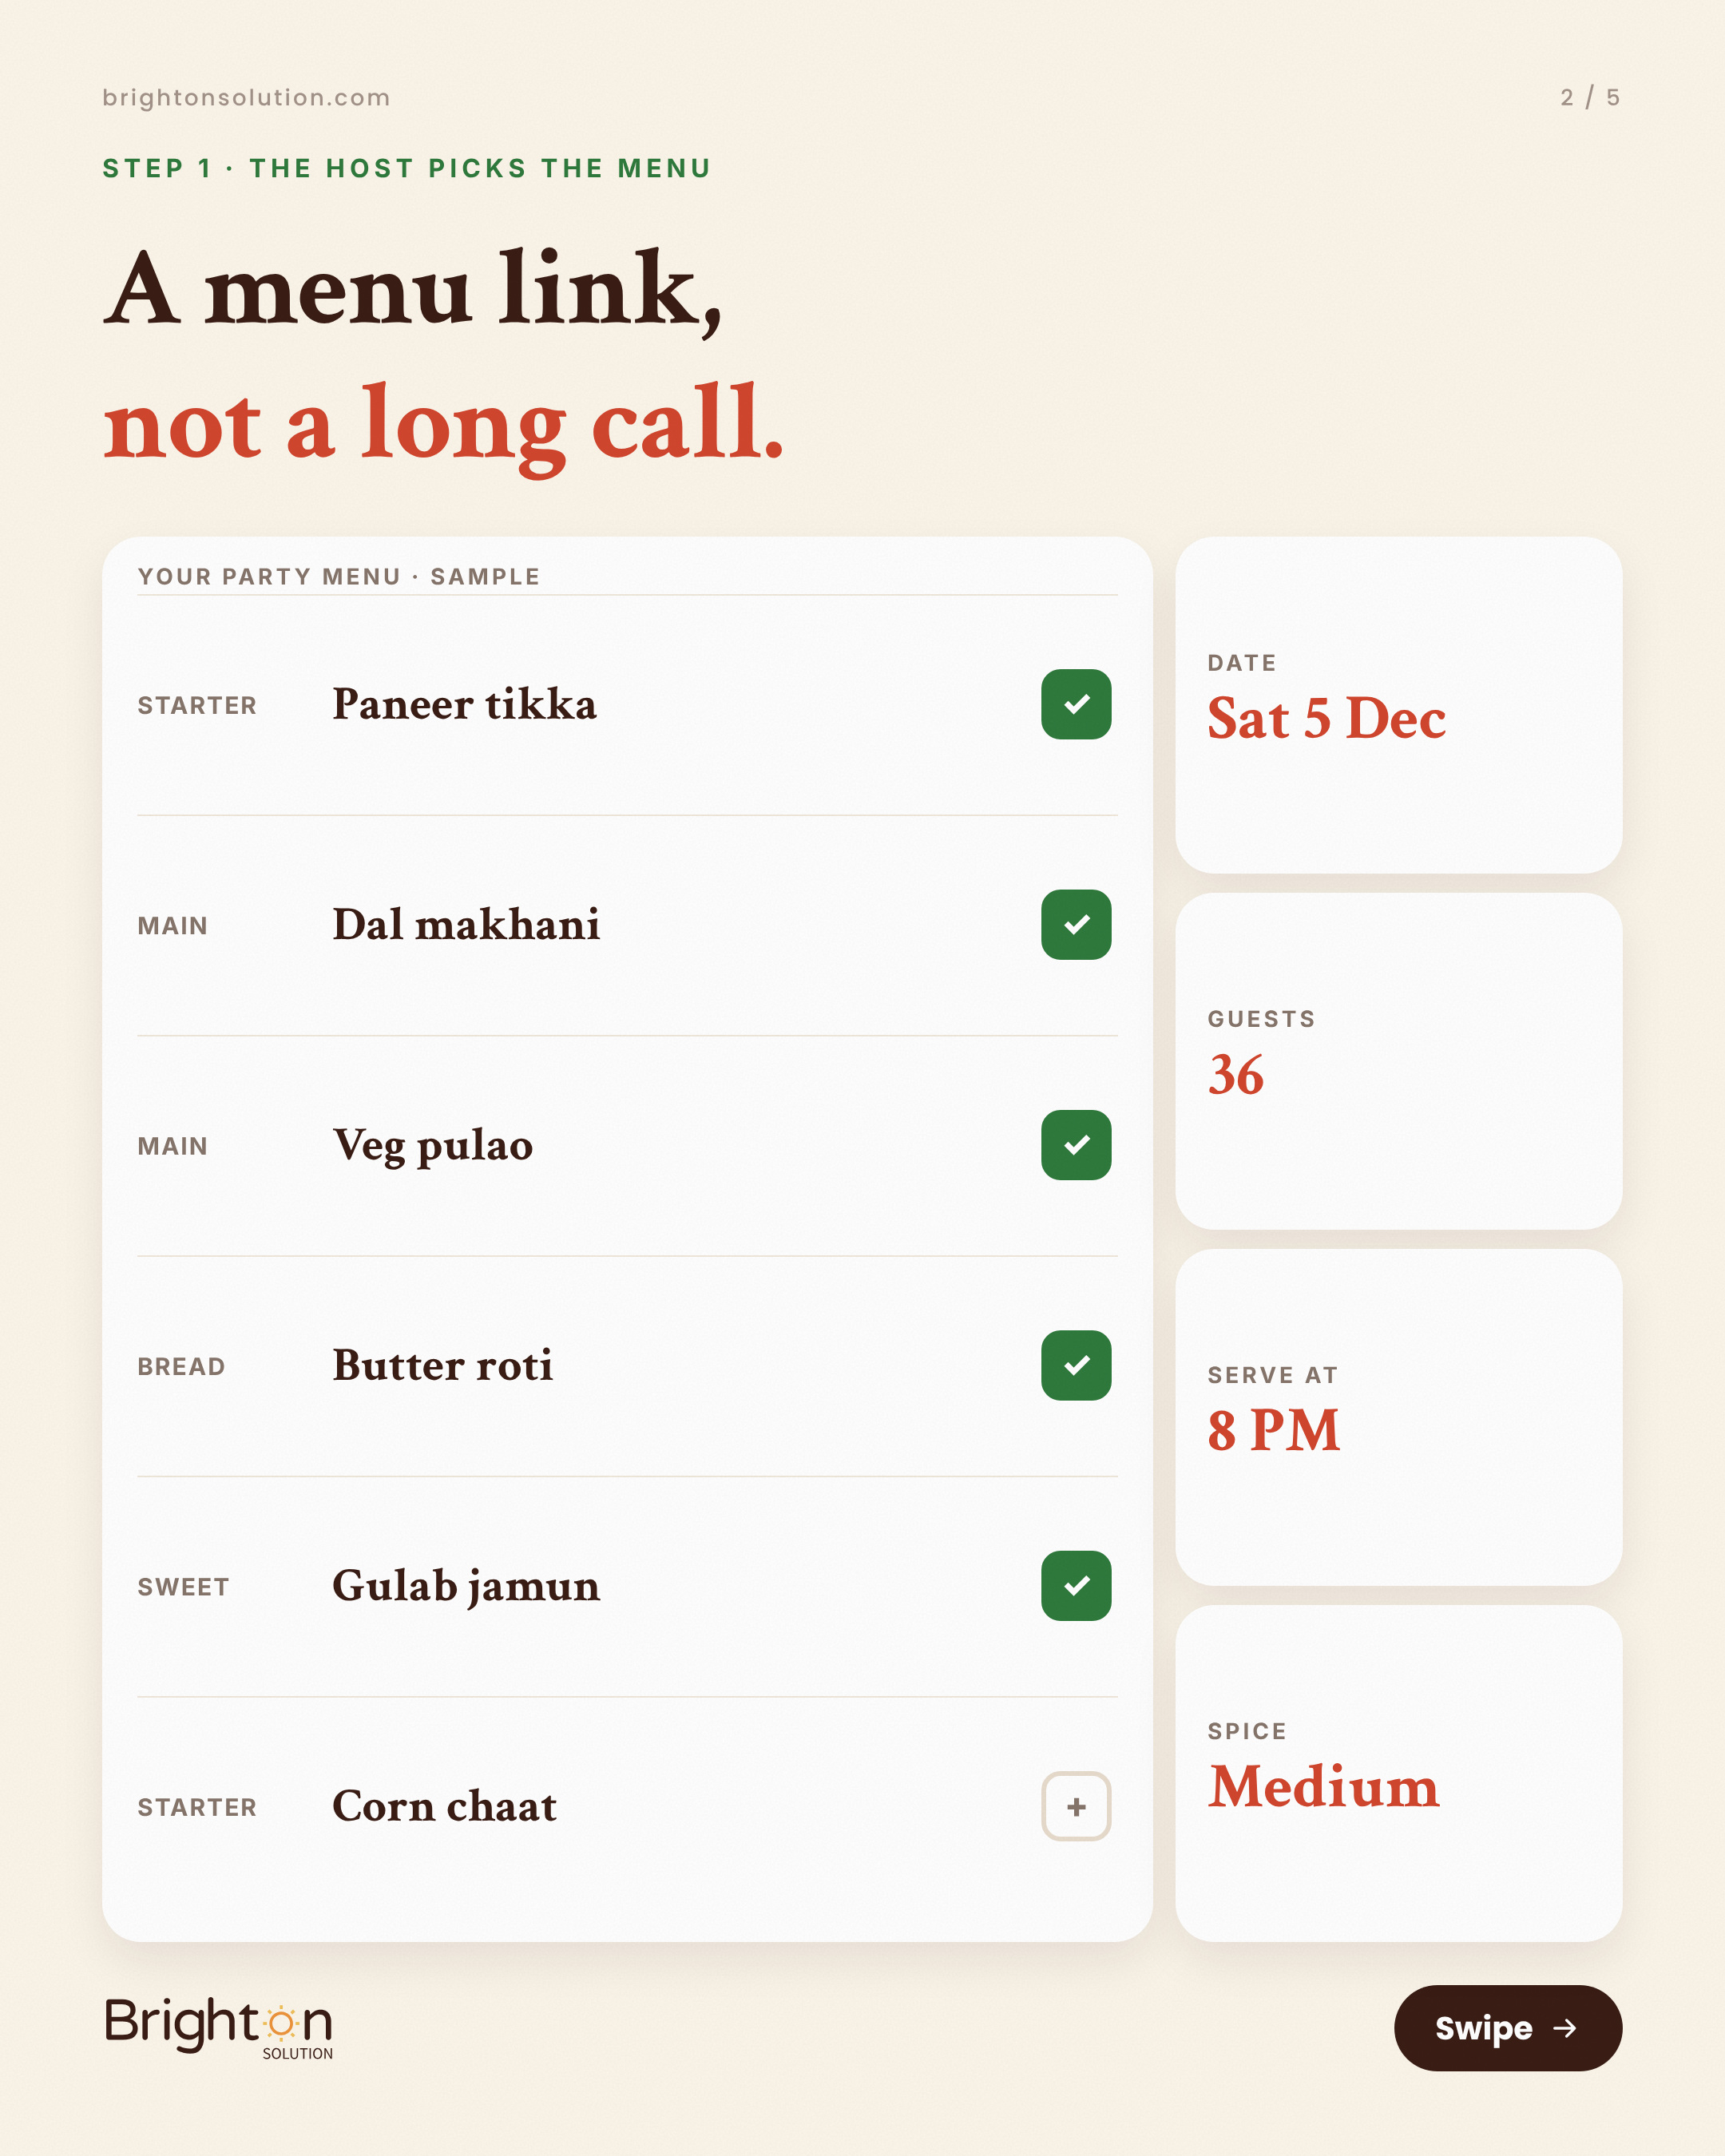 brightonsolution.com
2 / 5
STEP 1 · THE HOST PICKS THE MENU
A menu link,
not a long call.
YOUR PARTY MENU · SAMPLE
STARTER Paneer tikka
MAIN Dal makhani
MAIN Veg pulao
BREAD Butter roti
SWEET Gulab jamun
STARTER Corn chaat +
DATE
Sat 5 Dec
GUESTS
36
SERVE AT
8 PM
SPICE
Medium
Brighton
SOLUTION
Swipe →